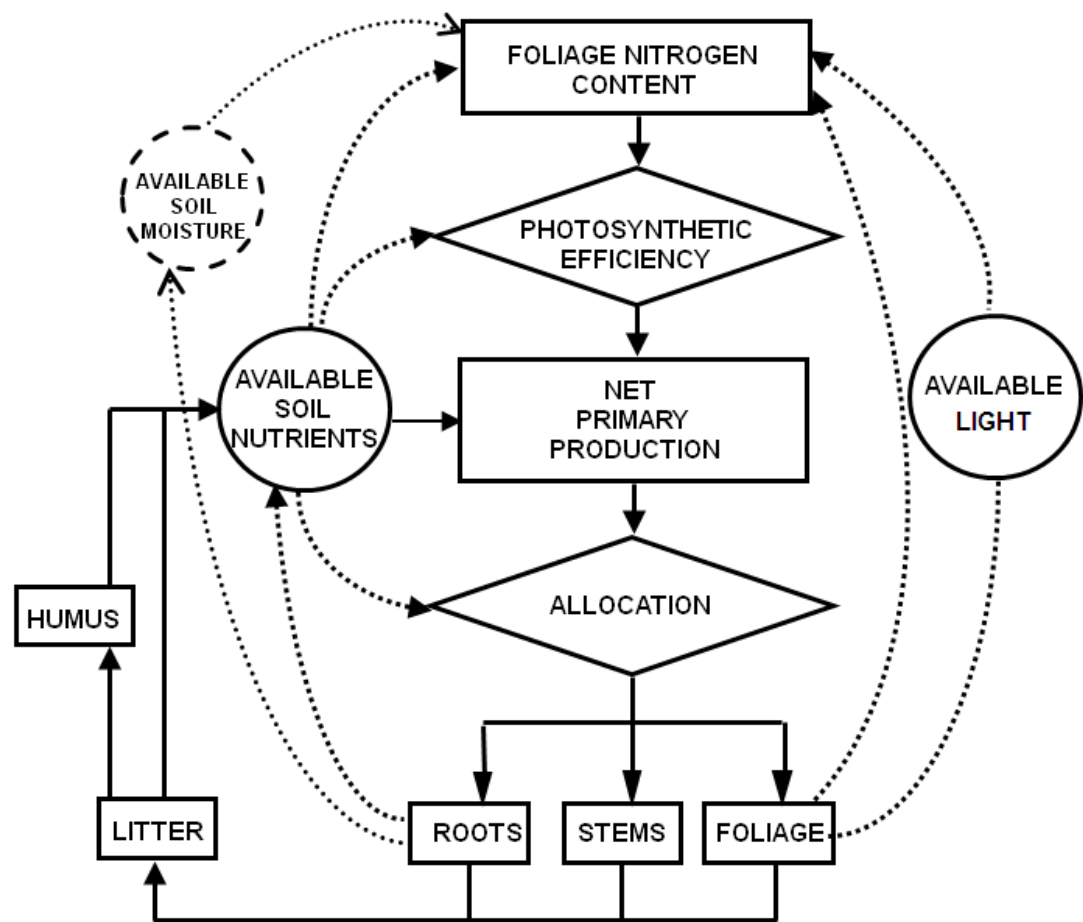 FOLIAGE NITROGEN
CONTENT
AVAILABLE
SOIL
MOISTURE
PHOTOSYNTHETIC
EFFICIENCY
AVAILABLE
SOIL
NUTRIENTS
NET
PRIMARY
PRODUCTION
AVAILABLE
LIGHT
HUMUS
ALLOCATION
LITTER
ROOTS
STEMS
FOLIAGE